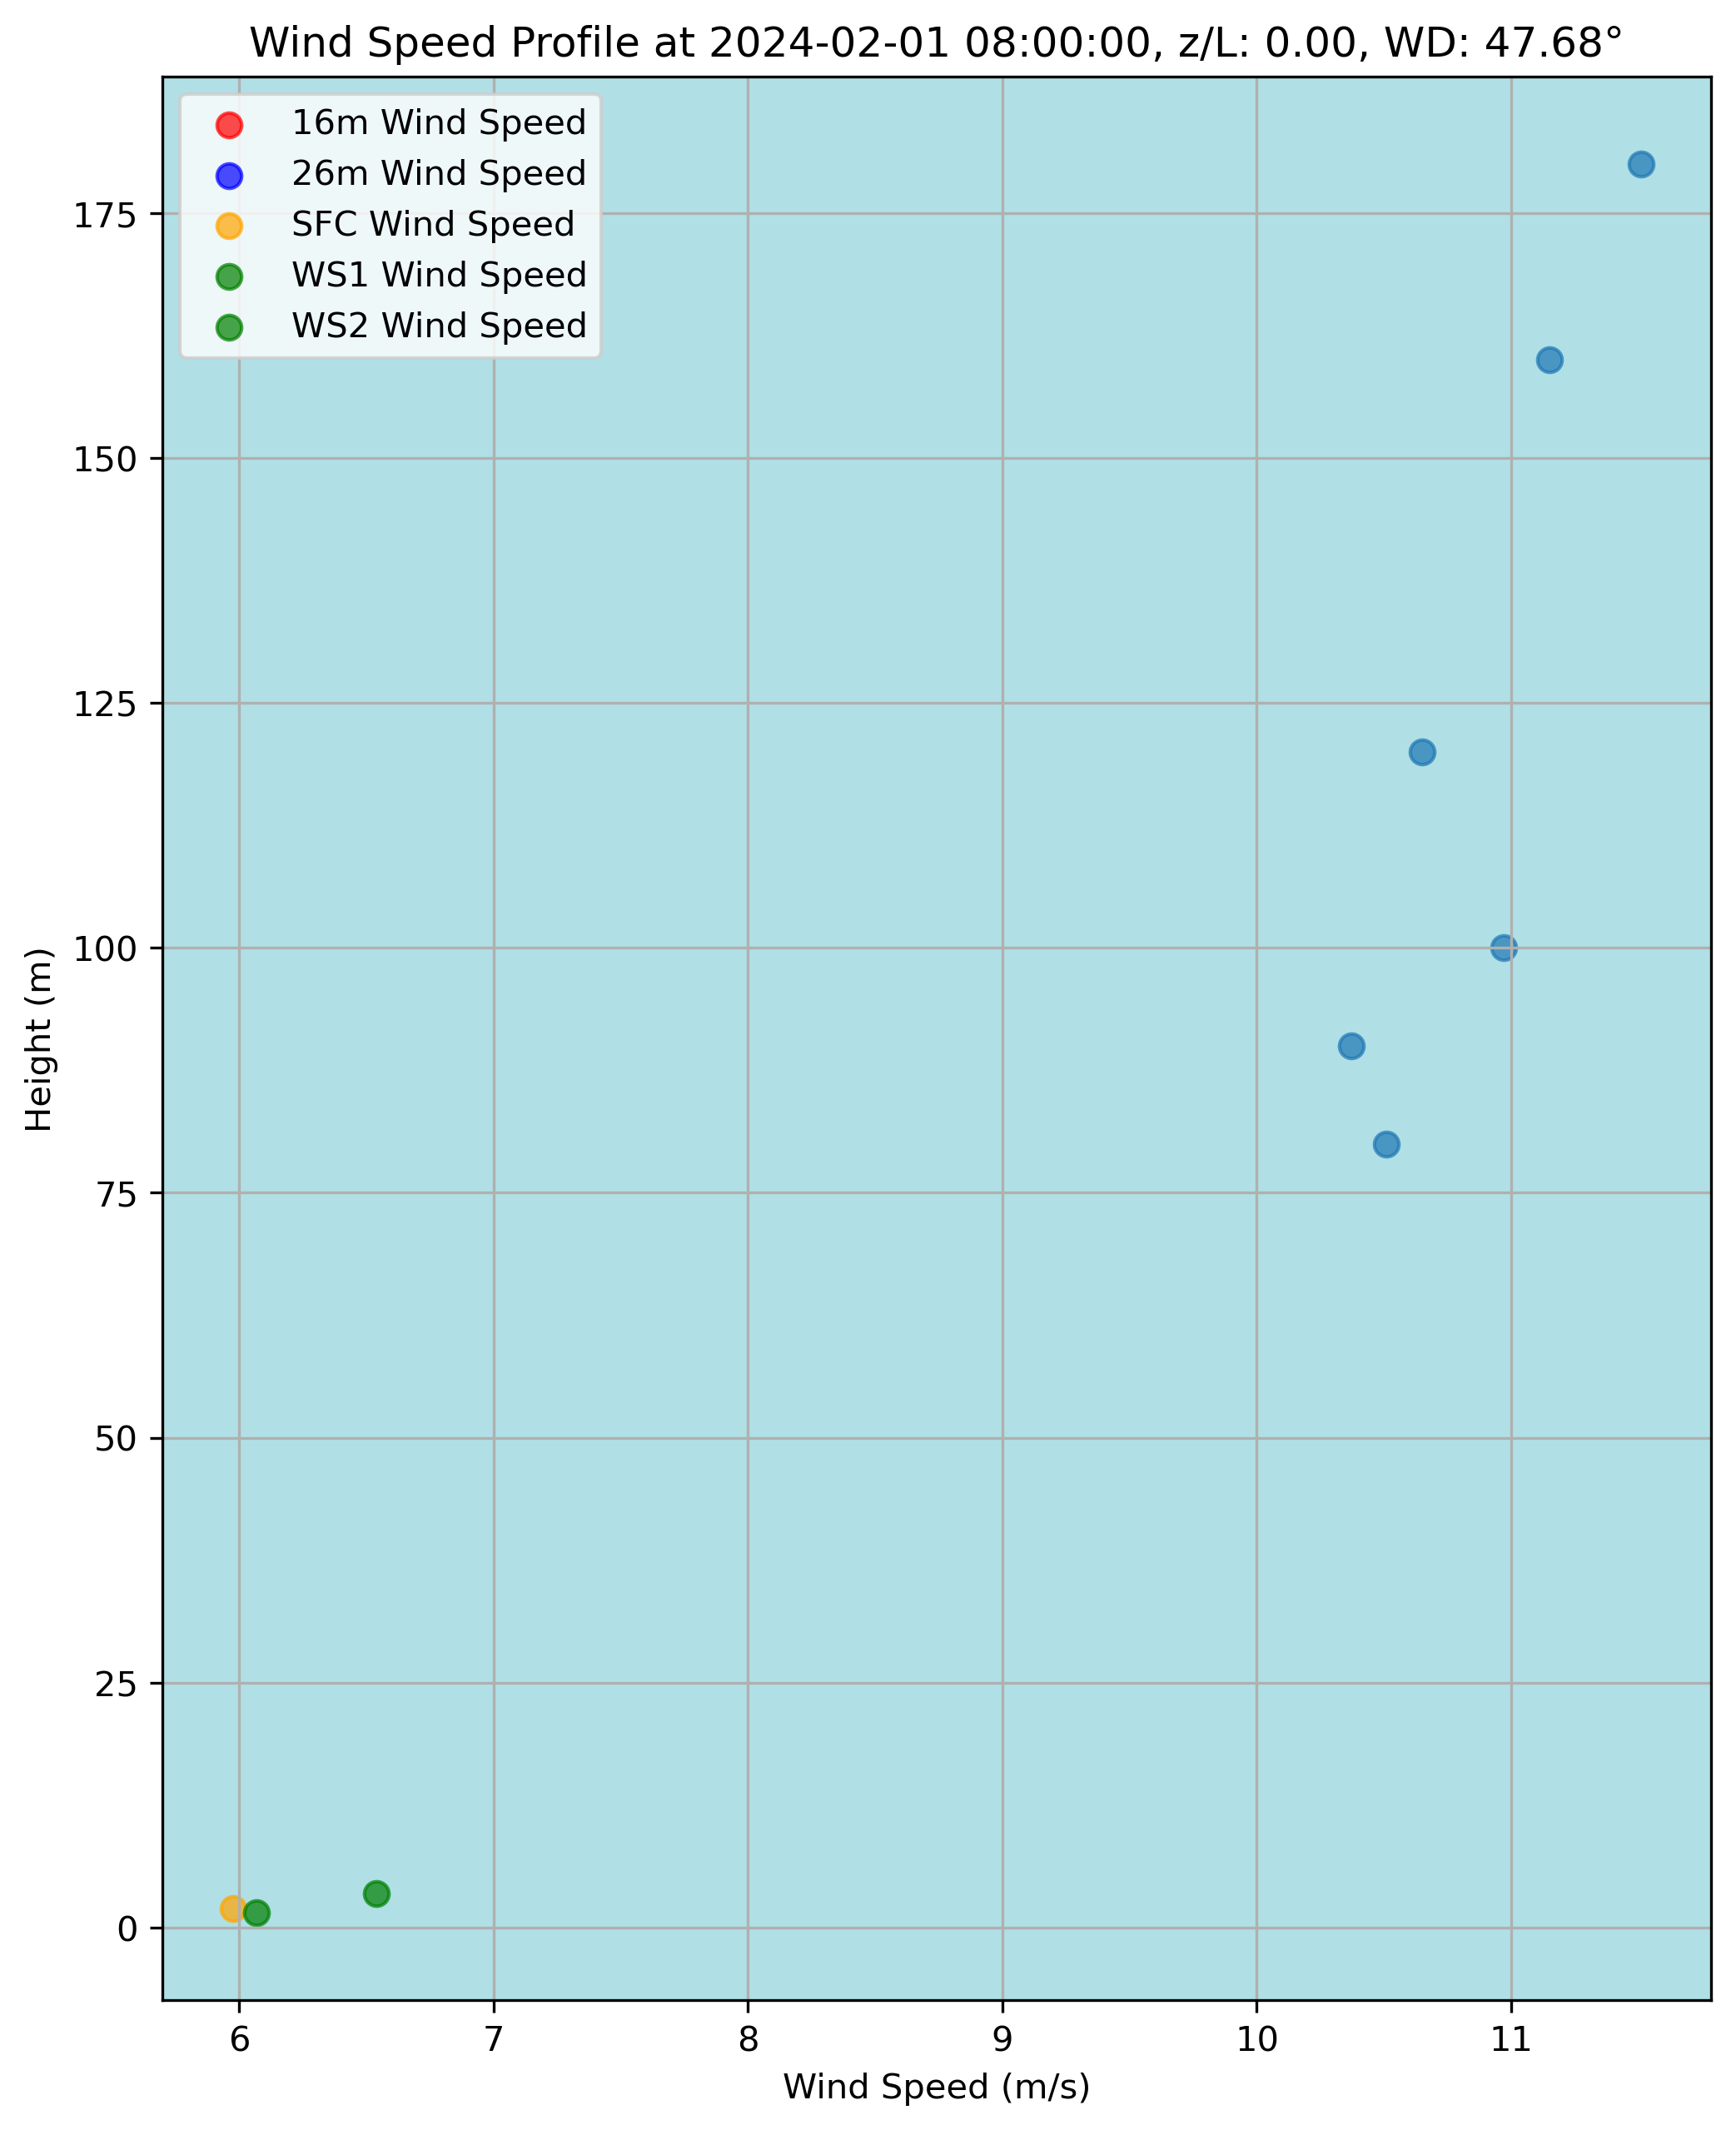 Wind Speed Profile at 2024-02-01 08:00:00, z/L: 0.00, WD: 47.68°
16m Wind Speed
26m Wind Speed
SFC Wind Speed
WS1 Wind Speed
WS2 Wind Speed
175
150
125
100
75
50
25
0
Height (m)
6 7 8 9 10 11
Wind Speed (m/s)